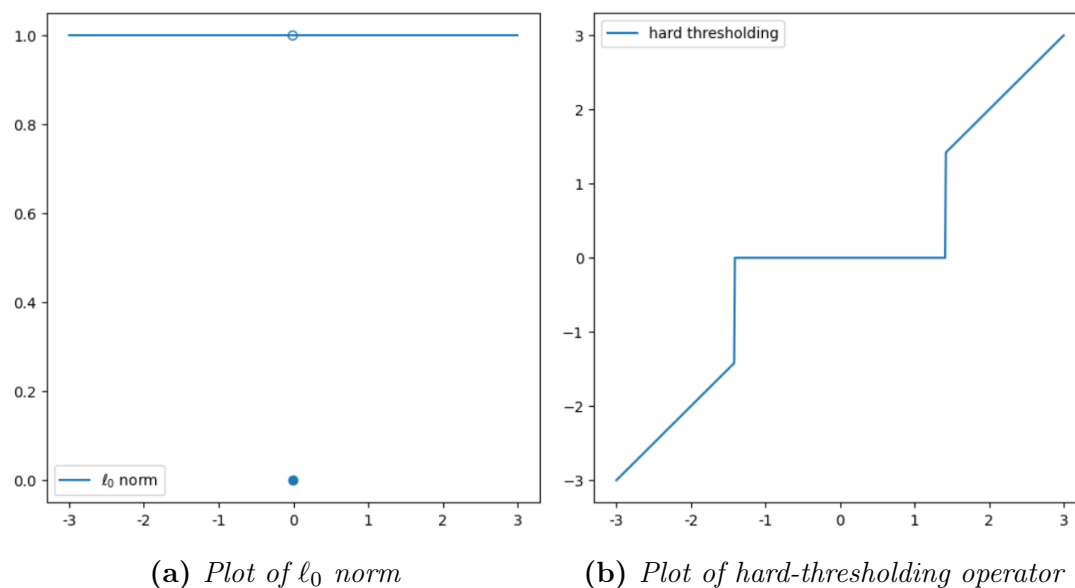 1.0
0.8
0.6
0.4
0.2
0.0
ℓ₀ norm
-3 -2 -1 0 1 2 3
hard thresholding
3
2
1
0
−1
−2
−3
-3 -2 -1 0 1 2 3
(a) Plot of ℓ₀ norm
(b) Plot of hard-thresholding operator